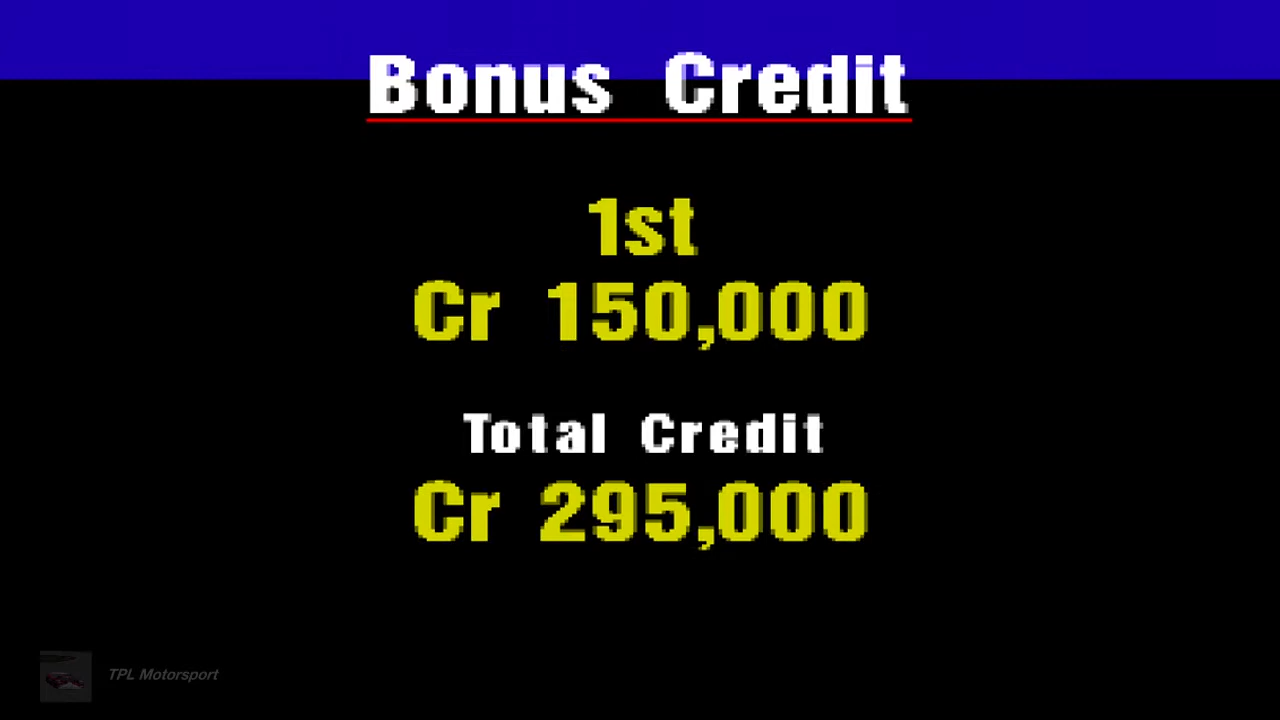 Bonus Credit
1st
Cr 150,000
Total Credit
Cr 295,000
TPL Motorsport